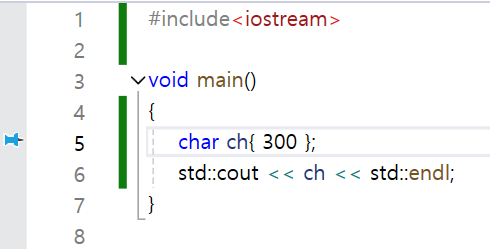 1 #include<iostream>
2
3 void main()
4 {
5 char ch{ 300 };
6 std::cout << ch << std::endl;
7 }
8